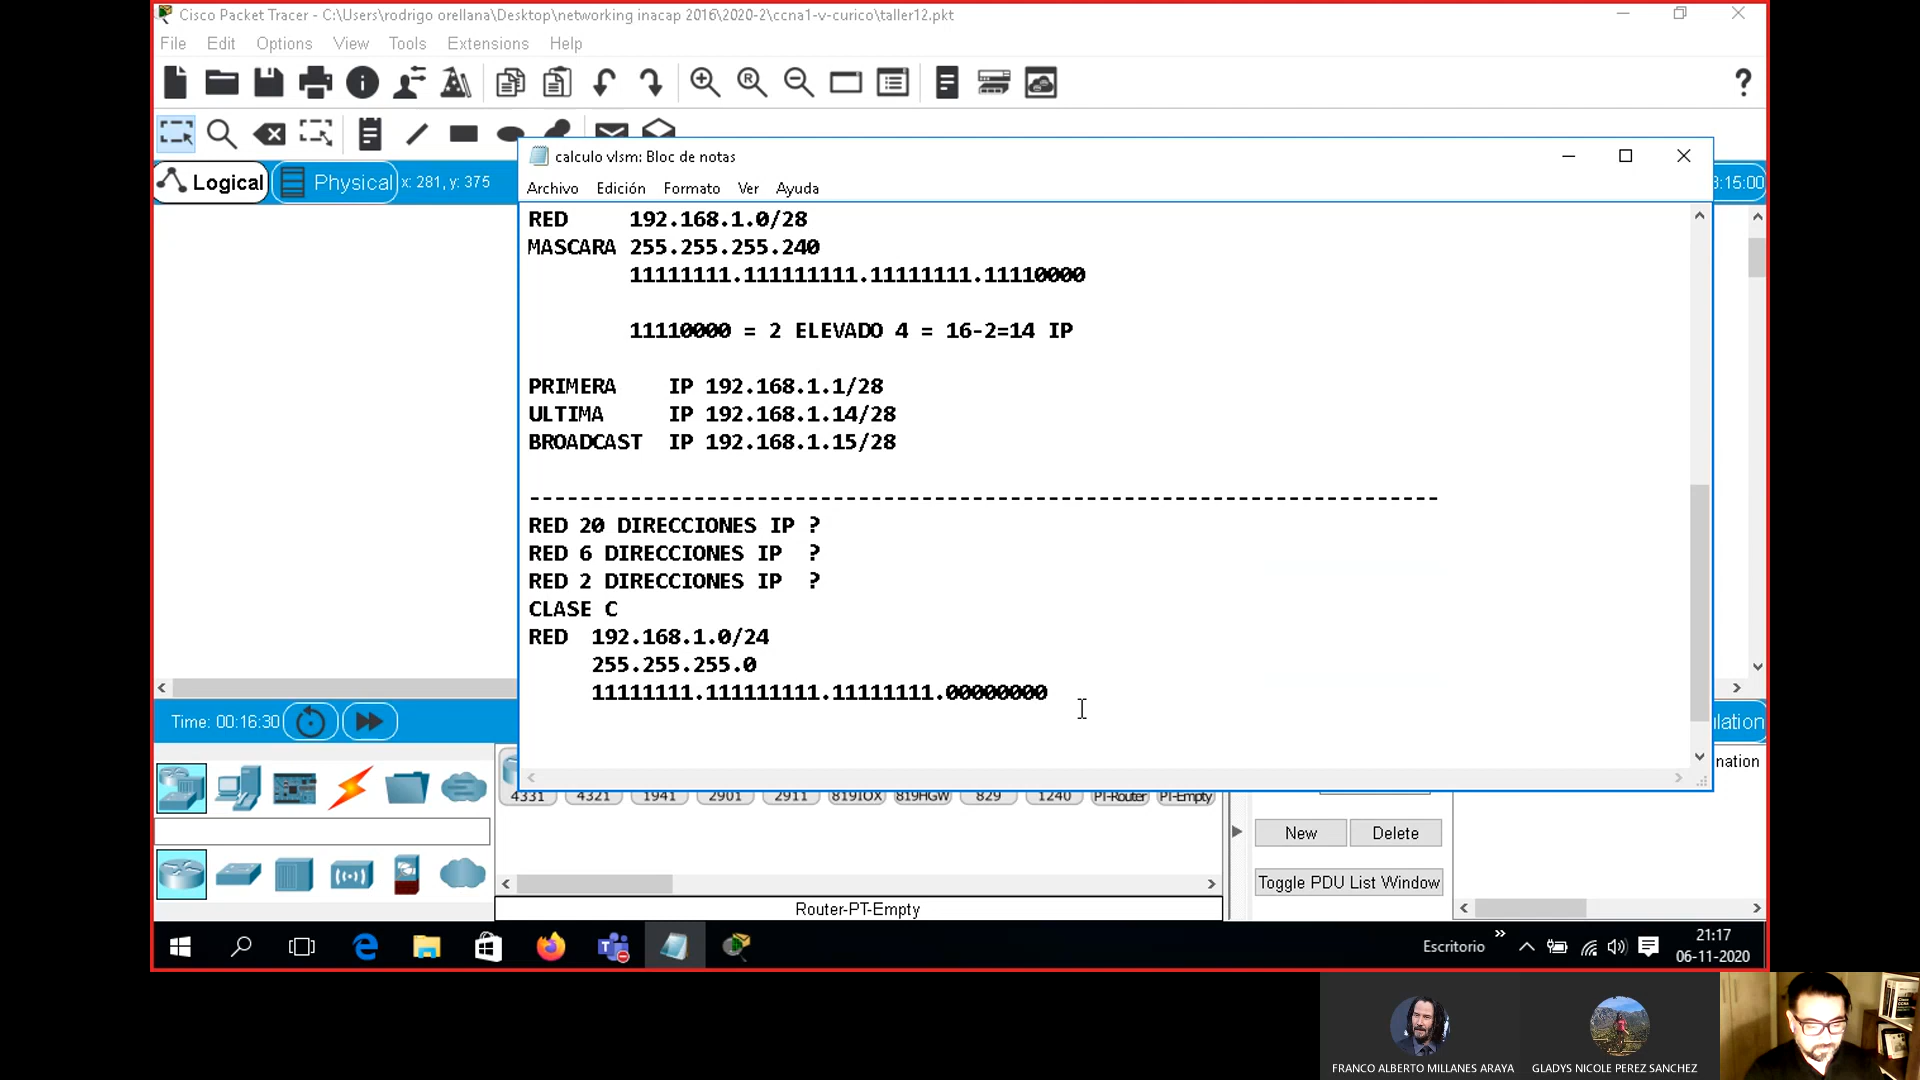 Cisco Packet Tracer - C:\Users\rodrigo orellana\Desktop\networking inacap 2016\2020-2\ccna1-v-curico\taller12.pkt
File Edit Options View Tools Extensions Help
Logical Physical x: 281, y: 375
3:15:00
calculo vlsm: Bloc de notas
Archivo Edición Formato Ver Ayuda
RED 192.168.1.0/28
MASCARA 255.255.255.240
11111111.111111111.11111111.11110000
11110000 = 2 ELEVADO 4 = 16-2=14 IP
PRIMERA IP 192.168.1.1/28
ULTIMA IP 192.168.1.14/28
BROADCAST IP 192.168.1.15/28
------------------------------------------------------------------------
RED 20 DIRECCIONES IP ?
RED 6 DIRECCIONES IP ?
RED 2 DIRECCIONES IP ?
CLASE C
RED 192.168.1.0/24
255.255.255.0
11111111.111111111.11111111.00000000
Time: 00:16:30
lation
nation
4331 4321 1941 2901 2911 819IOX 819HGW 829 1240 PT-Router PT-Empty
New Delete
Toggle PDU List Window
Router-PT-Empty
Escritorio
21:17
06-11-2020
FRANCO ALBERTO MILLANES ARAYA
GLADYS NICOLE PEREZ SANCHEZ